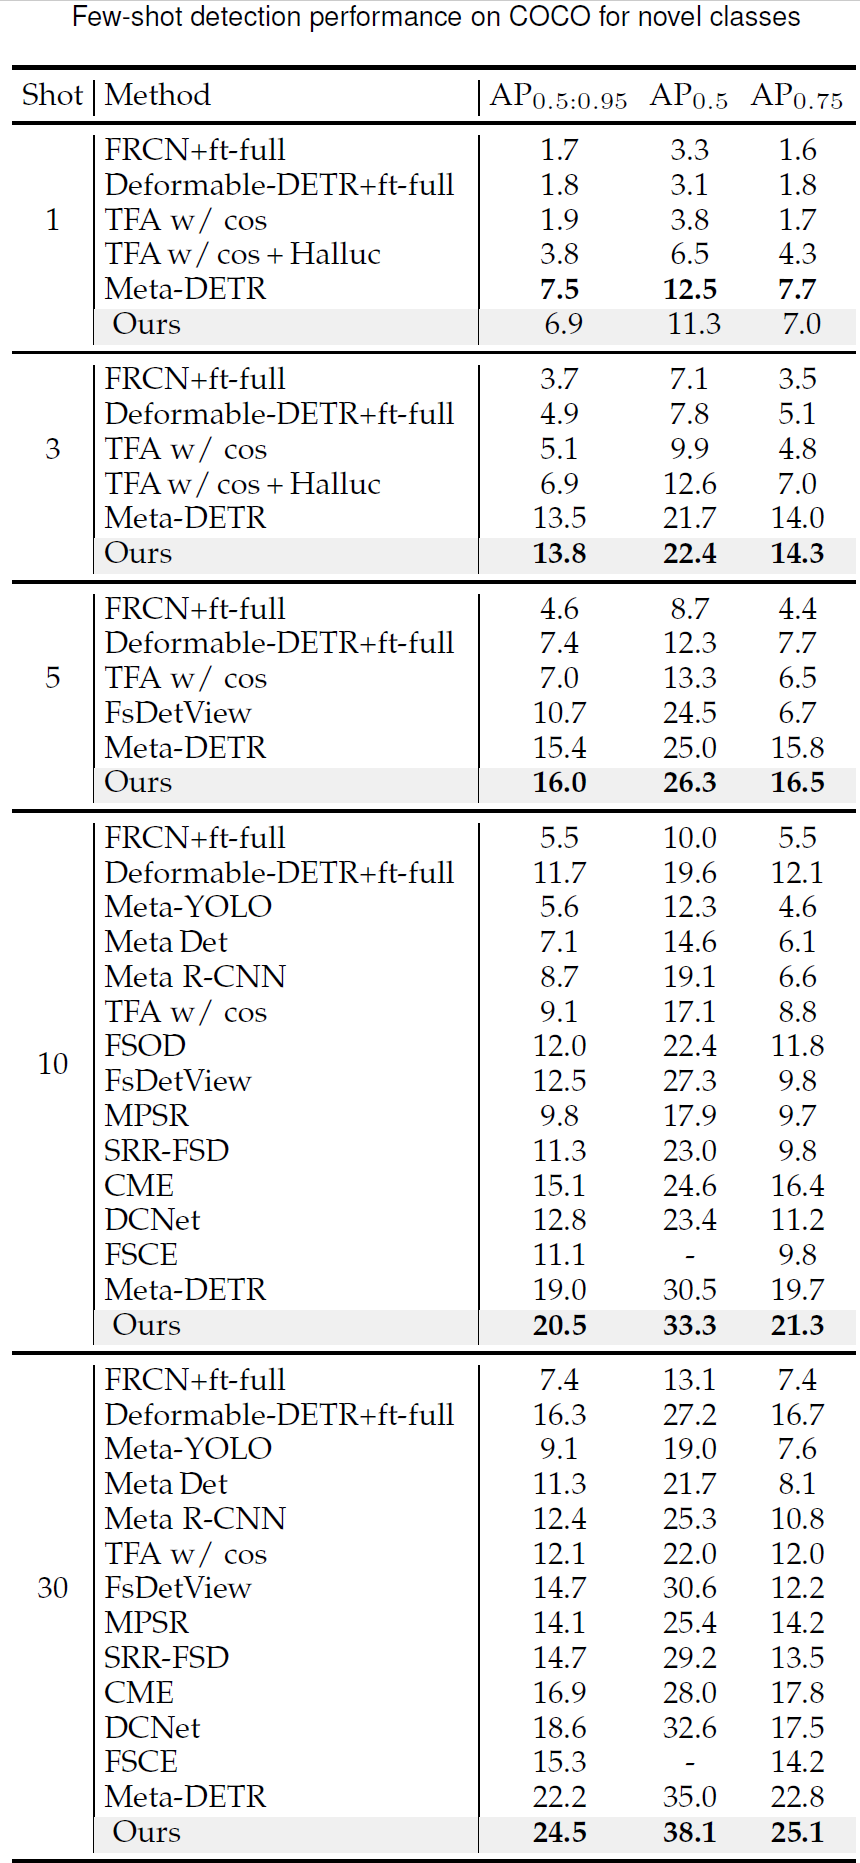 Few-shot detection performance on COCO for novel classes
Shot Method AP0.5:0.95 AP0.5 AP0.75
FRCN+ft-full 1.7 3.3 1.6
Deformable-DETR+ft-full 1.8 3.1 1.8
1 TFA w/ cos 1.9 3.8 1.7
TFA w/ cos + Halluc 3.8 6.5 4.3
Meta-DETR 7.5 12.5 7.7
Ours 6.9 11.3 7.0
FRCN+ft-full 3.7 7.1 3.5
Deformable-DETR+ft-full 4.9 7.8 5.1
3 TFA w/ cos 5.1 9.9 4.8
TFA w/ cos + Halluc 6.9 12.6 7.0
Meta-DETR 13.5 21.7 14.0
Ours 13.8 22.4 14.3
FRCN+ft-full 4.6 8.7 4.4
Deformable-DETR+ft-full 7.4 12.3 7.7
5 TFA w/ cos 7.0 13.3 6.5
FsDetView 10.7 24.5 6.7
Meta-DETR 15.4 25.0 15.8
Ours 16.0 26.3 16.5
FRCN+ft-full 5.5 10.0 5.5
Deformable-DETR+ft-full 11.7 19.6 12.1
Meta-YOLO 5.6 12.3 4.6
Meta Det 7.1 14.6 6.1
Meta R-CNN 8.7 19.1 6.6
TFA w/ cos 9.1 17.1 8.8
FSOD 12.0 22.4 11.8
10 FsDetView 12.5 27.3 9.8
MPSR 9.8 17.9 9.7
SRR-FSD 11.3 23.0 9.8
CME 15.1 24.6 16.4
DCNet 12.8 23.4 11.2
FSCE 11.1 - 9.8
Meta-DETR 19.0 30.5 19.7
Ours 20.5 33.3 21.3
FRCN+ft-full 7.4 13.1 7.4
Deformable-DETR+ft-full 16.3 27.2 16.7
Meta-YOLO 9.1 19.0 7.6
Meta Det 11.3 21.7 8.1
Meta R-CNN 12.4 25.3 10.8
TFA w/ cos 12.1 22.0 12.0
30 FsDetView 14.7 30.6 12.2
MPSR 14.1 25.4 14.2
SRR-FSD 14.7 29.2 13.5
CME 16.9 28.0 17.8
DCNet 18.6 32.6 17.5
FSCE 15.3 - 14.2
Meta-DETR 22.2 35.0 22.8
Ours 24.5 38.1 25.1